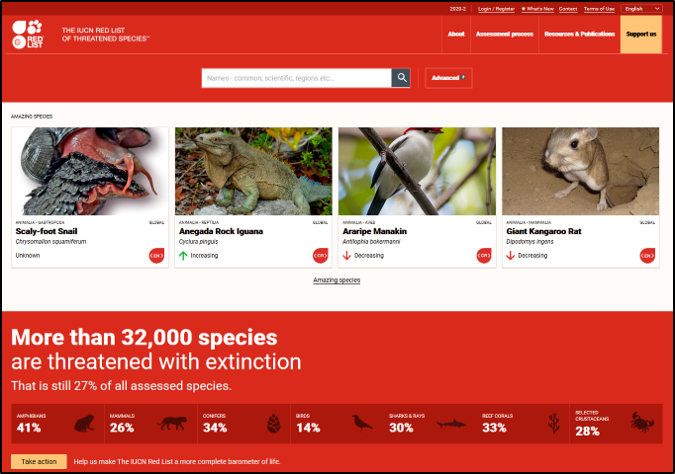 2020-2 Login / Register What's New Contact Terms of Use English
RED LIST
THE IUCN RED LIST
OF THREATENED SPECIES™
About Assessment process Resources & Publications Support us
Names - common, scientific, regions etc...
Advanced
AMAZING SPECIES
ANIMALIA - GASTROPODA GLOBAL
Scaly-foot Snail
Chrysomallon squamiferum
Unknown
ANIMALIA - REPTILIA GLOBAL
Anegada Rock Iguana
Cyclura pinguis
Increasing CR
ANIMALIA - AVES GLOBAL
Araripe Manakin
Antilophia bokermanni
Decreasing CR
ANIMALIA - MAMMALIA GLOBAL
Giant Kangaroo Rat
Dipodomys ingens
Decreasing
Amazing species
More than 32,000 species
are threatened with extinction
That is still 27% of all assessed species.
AMPHIBIANS
41%
MAMMALS
26%
CONIFERS
34%
BIRDS
14%
SHARKS & RAYS
30%
REEF CORALS
33%
SELECTED
CRUSTACEANS
28%
Take action Help us make The IUCN Red List a more complete barometer of life.